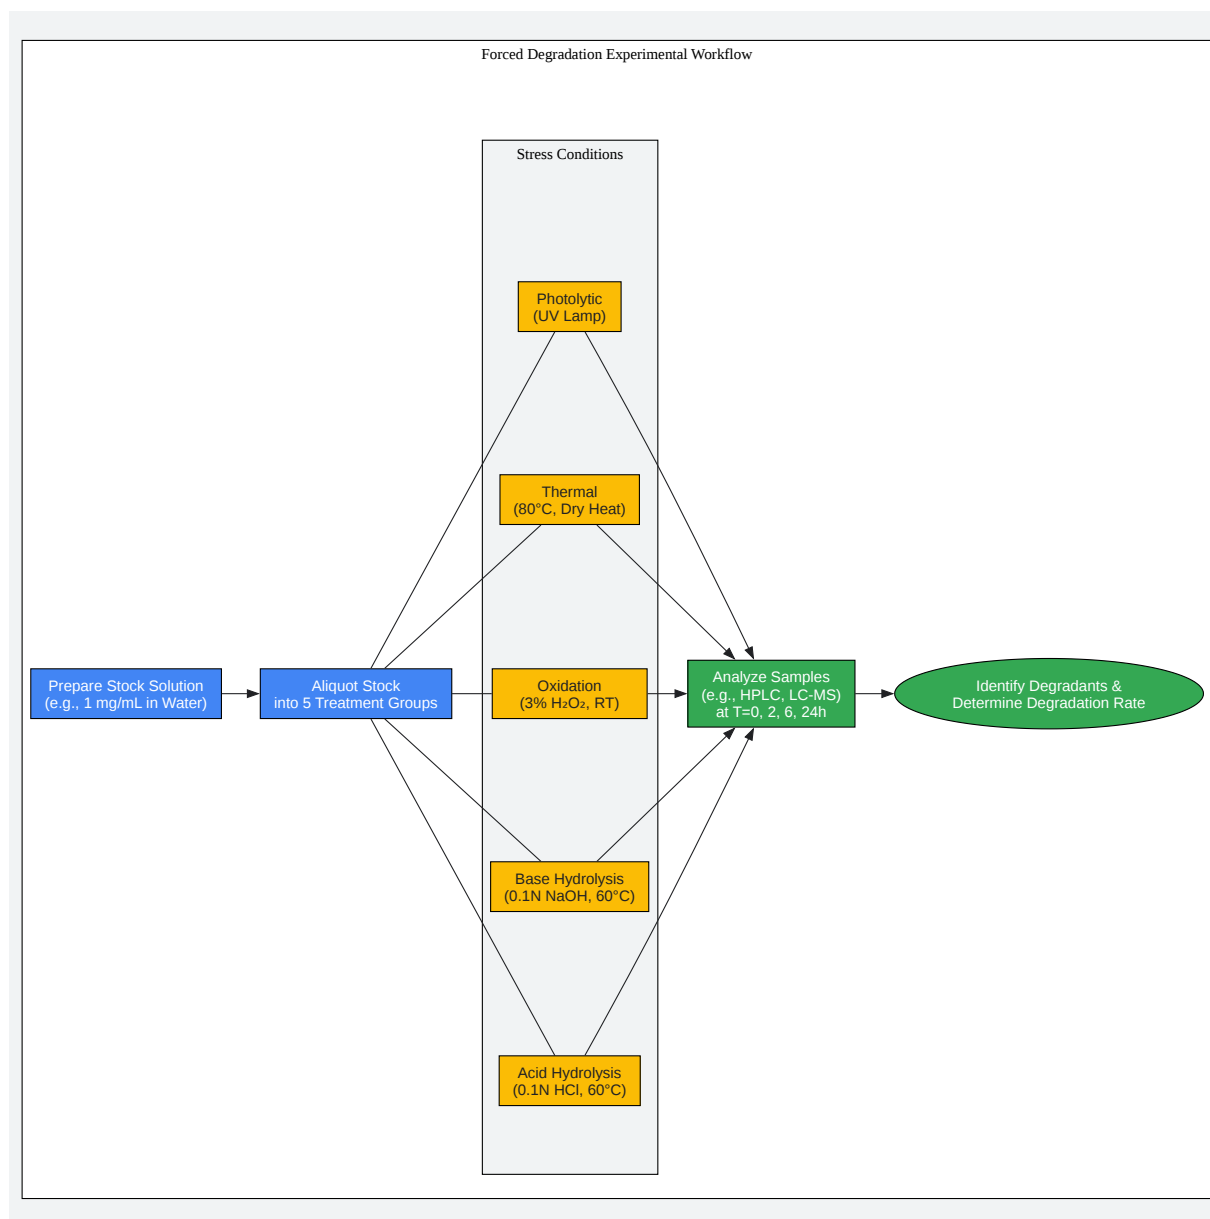 Forced Degradation Experimental Workflow
Stress Conditions
Photolytic
(UV Lamp)
Thermal
(80°C, Dry Heat)
Prepare Stock Solution
(e.g., 1 mg/mL in Water)
Aliquot Stock
into 5 Treatment Groups
Oxidation
(3% H₂O₂, RT)
Analyze Samples
(e.g., HPLC, LC-MS)
at T=0, 2, 6, 24h
Identify Degradants &
Determine Degradation Rate
Base Hydrolysis
(0.1N NaOH, 60°C)
Acid Hydrolysis
(0.1N HCl, 60°C)